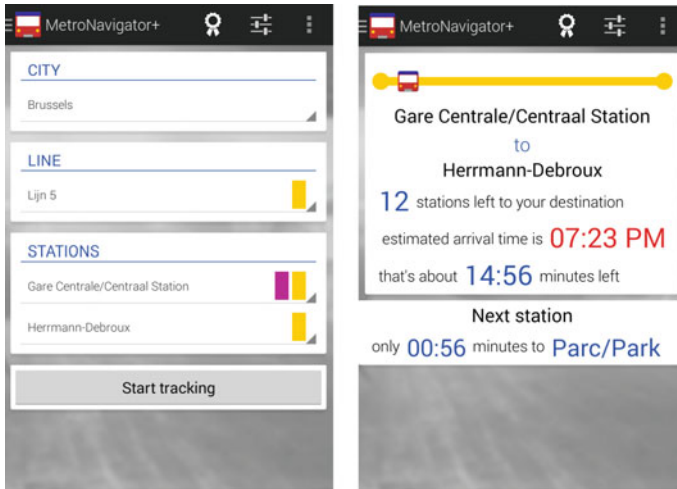 MetroNavigator+
CITY
Brussels
LINE
Lijn 5
STATIONS
Gare Centrale/Centraal Station
Herrmann-Debroux
Start tracking
MetroNavigator+
Gare Centrale/Centraal Station
to
Herrmann-Debroux
12 stations left to your destination
estimated arrival time is 07:23 PM
that's about 14:56 minutes left
Next station
only 00:56 minutes to Parc/Park